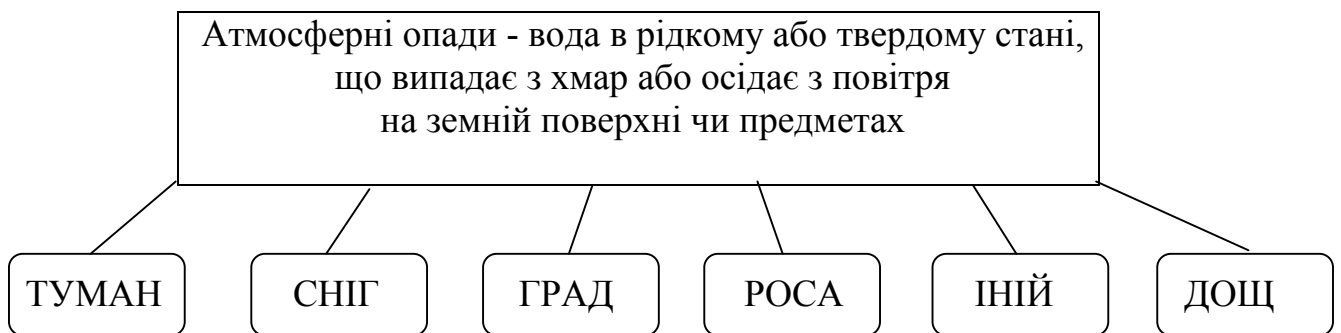 Атмосферні опади - вода в рідкому або твердому стані,
що випадає з хмар або осідає з повітря
на земній поверхні чи предметах
ТУМАН
СНІГ
ГРАД
РОСА
ІНІЙ
ДОЩ